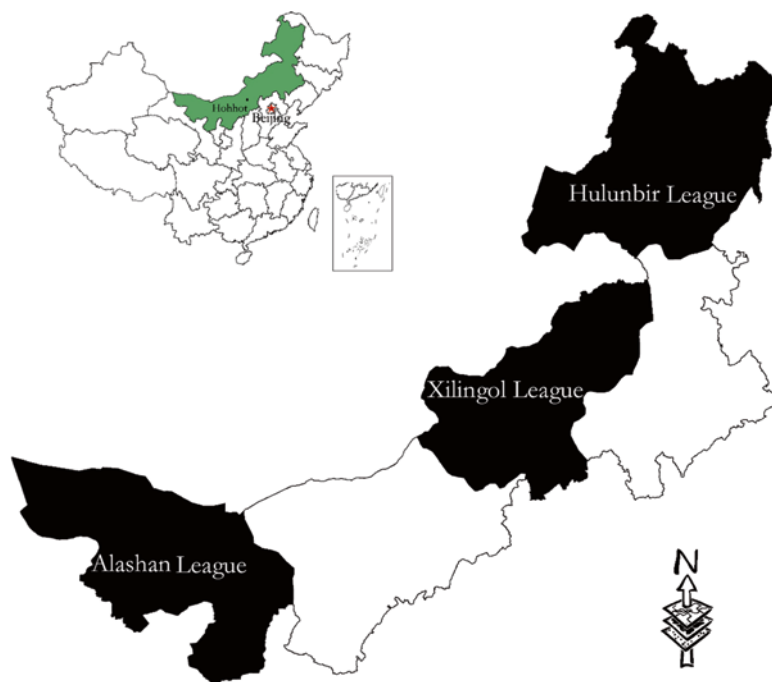 Hohhot
Beijing
Hulunbir League
Xilingol League
Alashan League
N